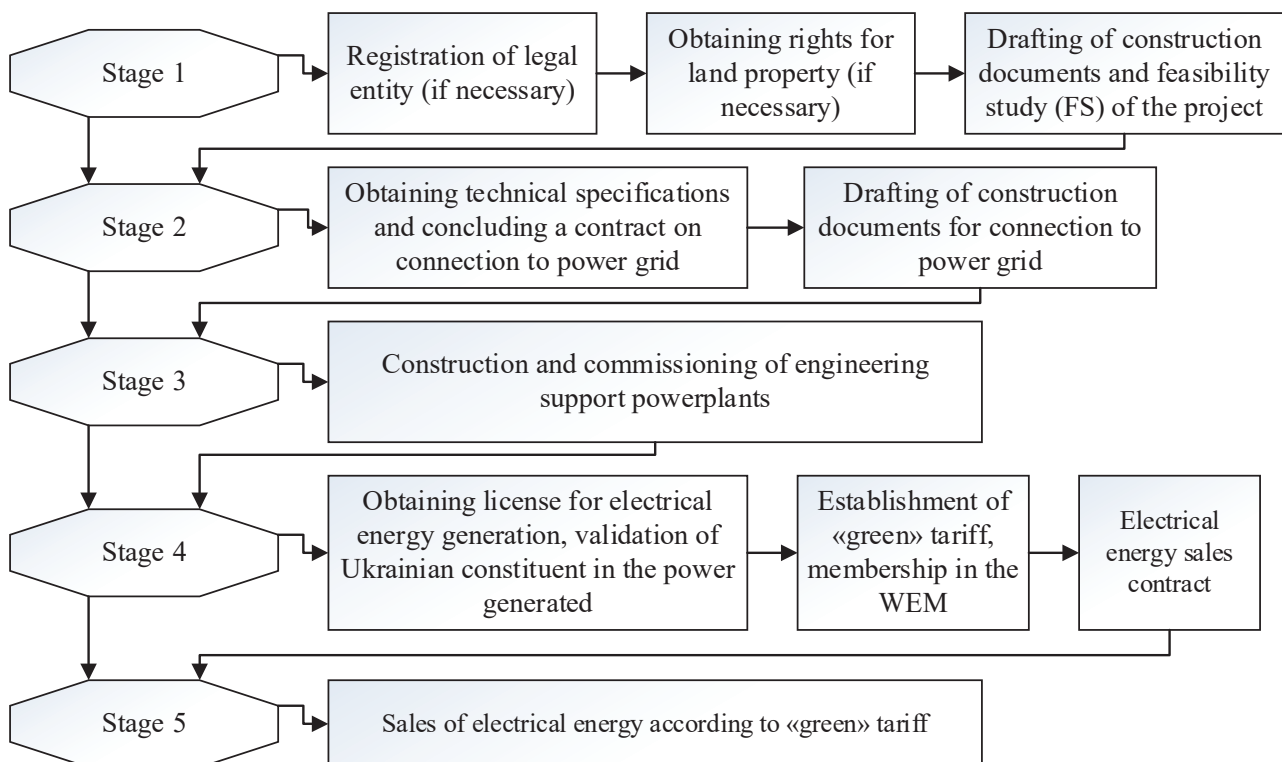 Stage 1
Registration of legal
entity (if necessary)
Obtaining rights for
land property (if
necessary)
Drafting of construction
documents and feasibility
study (FS) of the project
Stage 2
Obtaining technical specifications
and concluding a contract on
connection to power grid
Drafting of construction
documents for connection to
power grid
Stage 3
Construction and commissioning of engineering
support powerplants
Stage 4
Obtaining license for electrical
energy generation, validation of
Ukrainian constituent in the power
generated
Establishment of
«green» tariff,
membership in the
WEM
Electrical
energy sales
contract
Stage 5
Sales of electrical energy according to «green» tariff